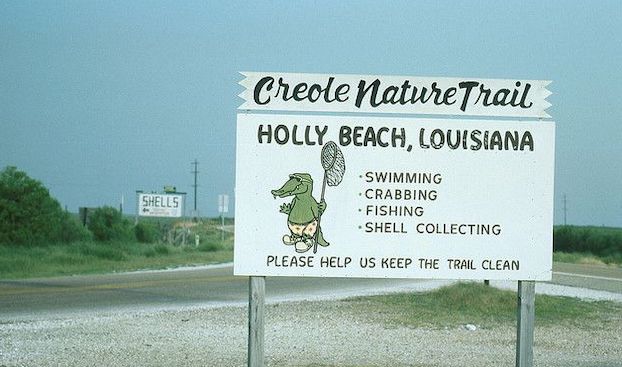 Creole Nature Trail
HOLLY BEACH, LOUISIANA
· SWIMMING
· CRABBING
· FISHING
· SHELL COLLECTING
PLEASE HELP US KEEP THE TRAIL CLEAN
SHELLS